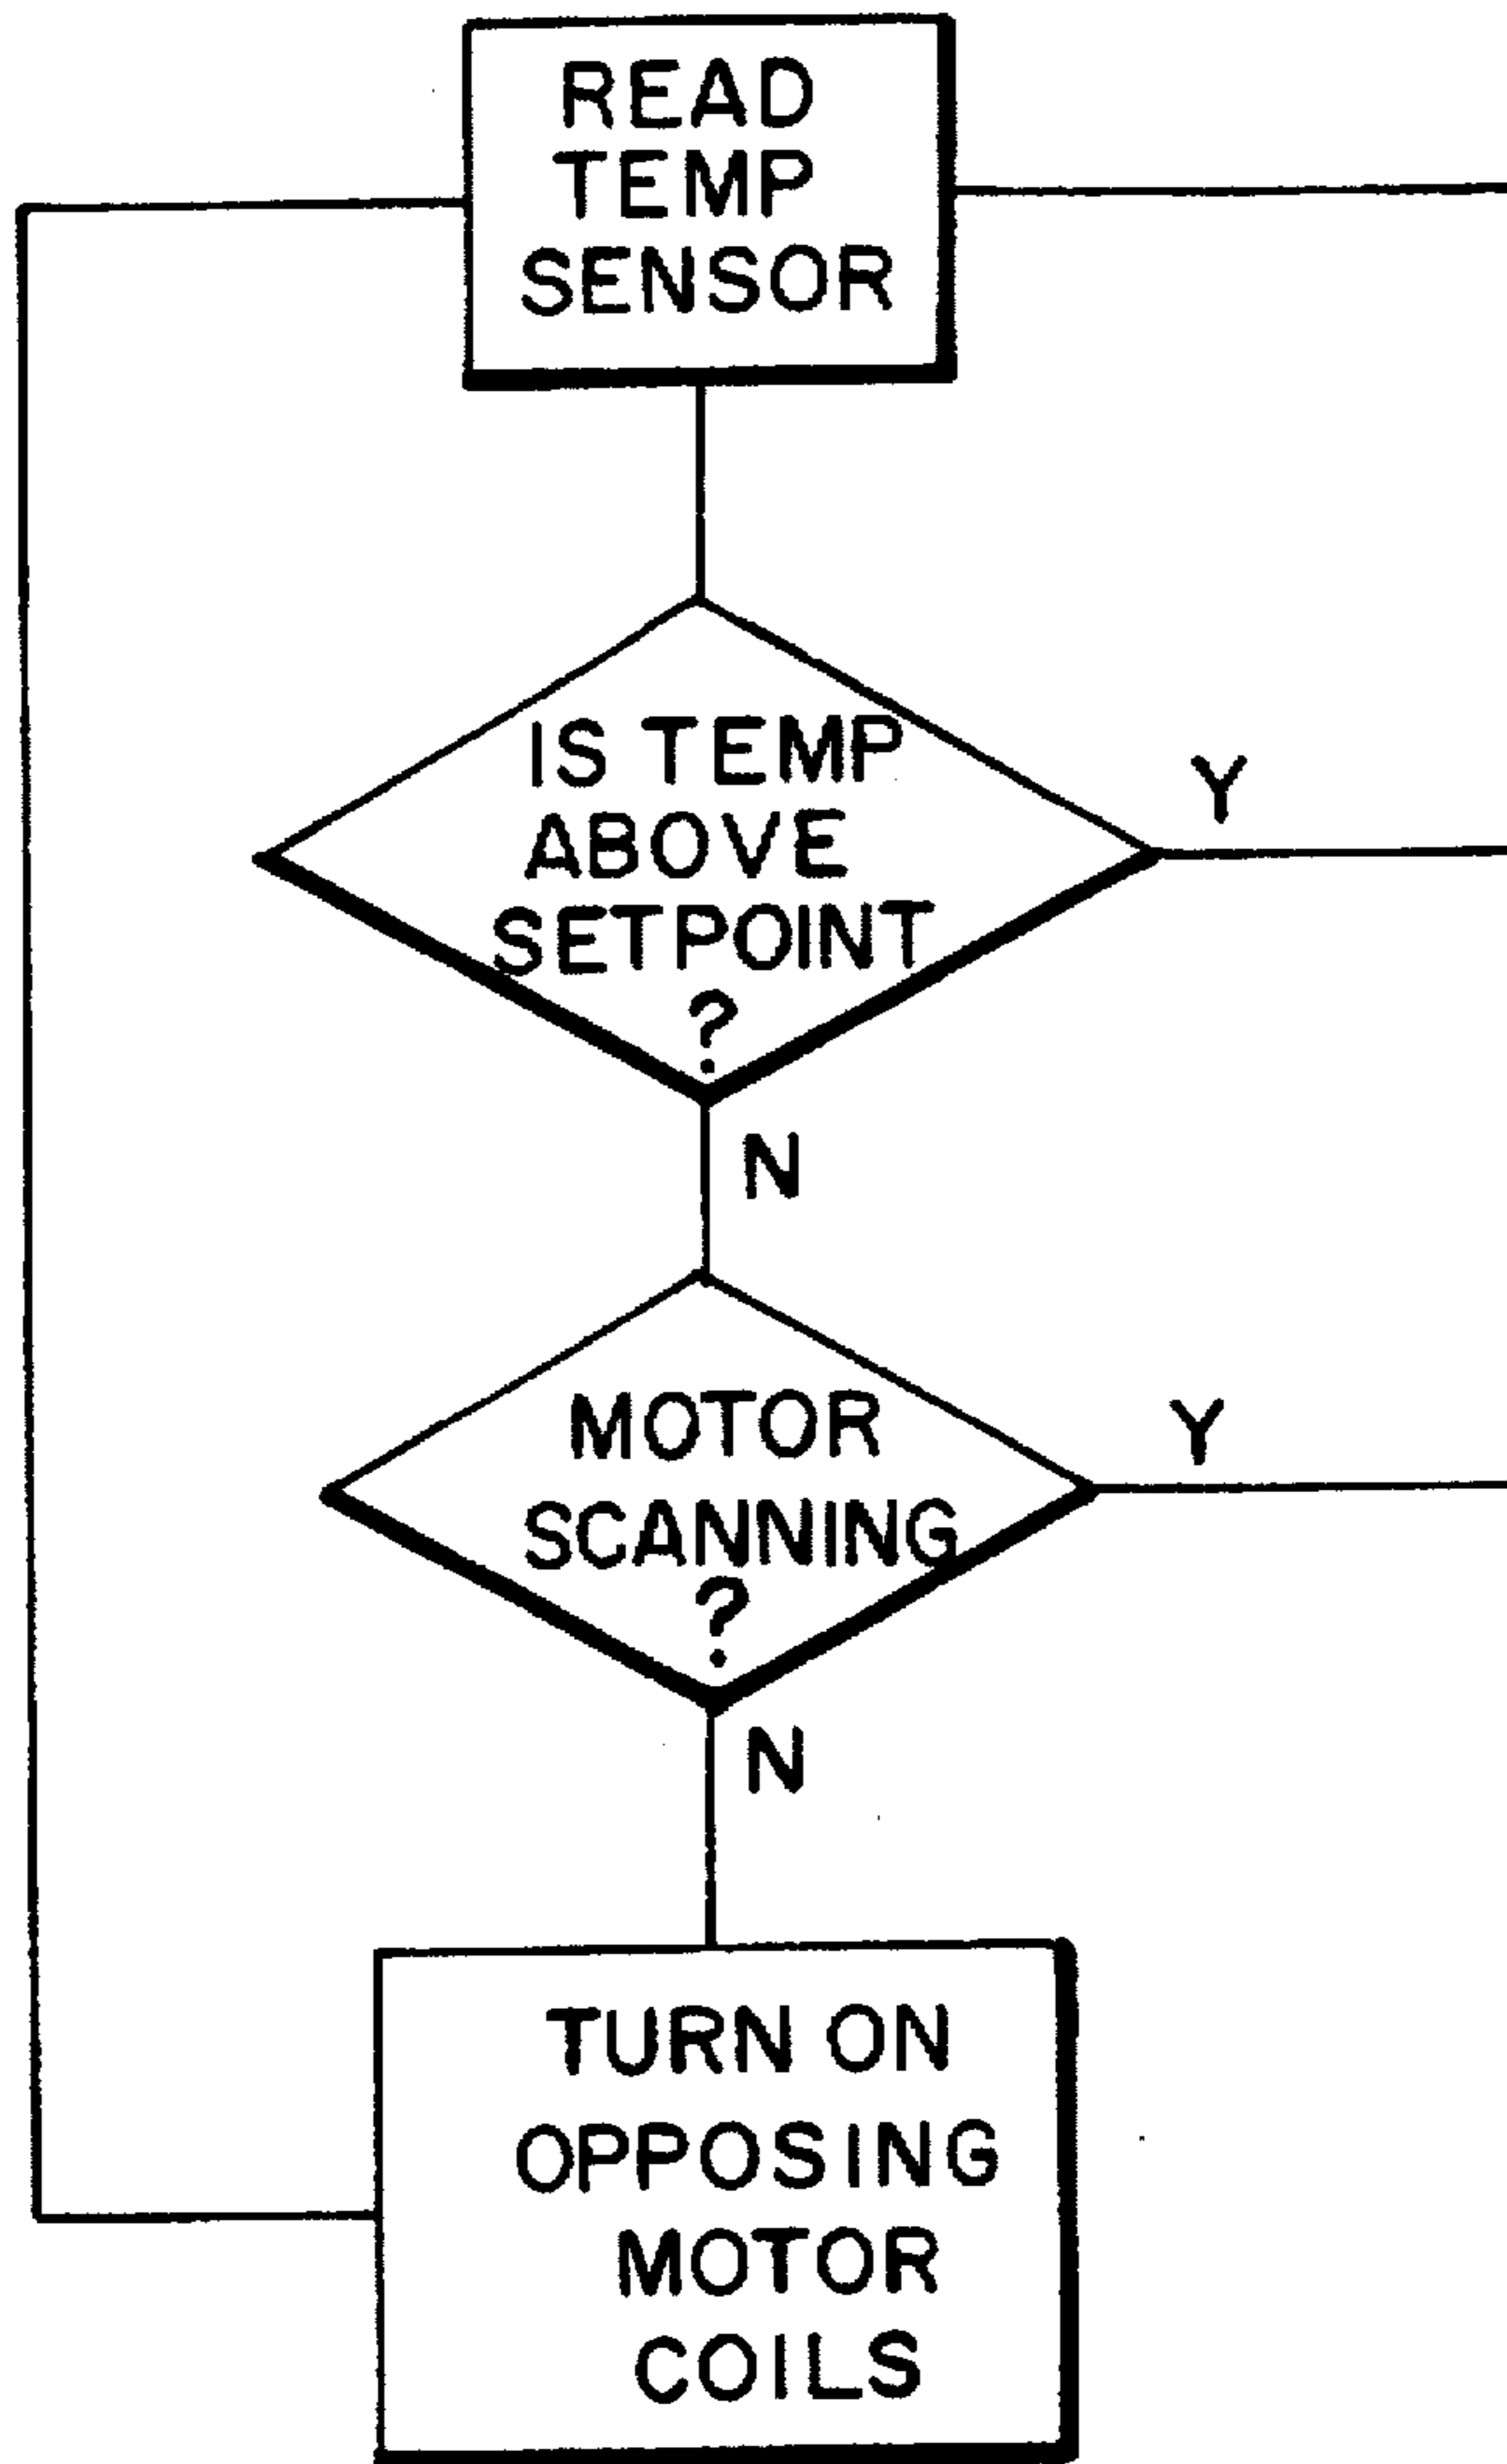 READ
TEMP
SENSOR
IS TEMP
ABOVE
SETPOINT
?
Y
N
MOTOR
SCANNING
?
Y
N
TURN ON
OPPOSING
MOTOR
COILS